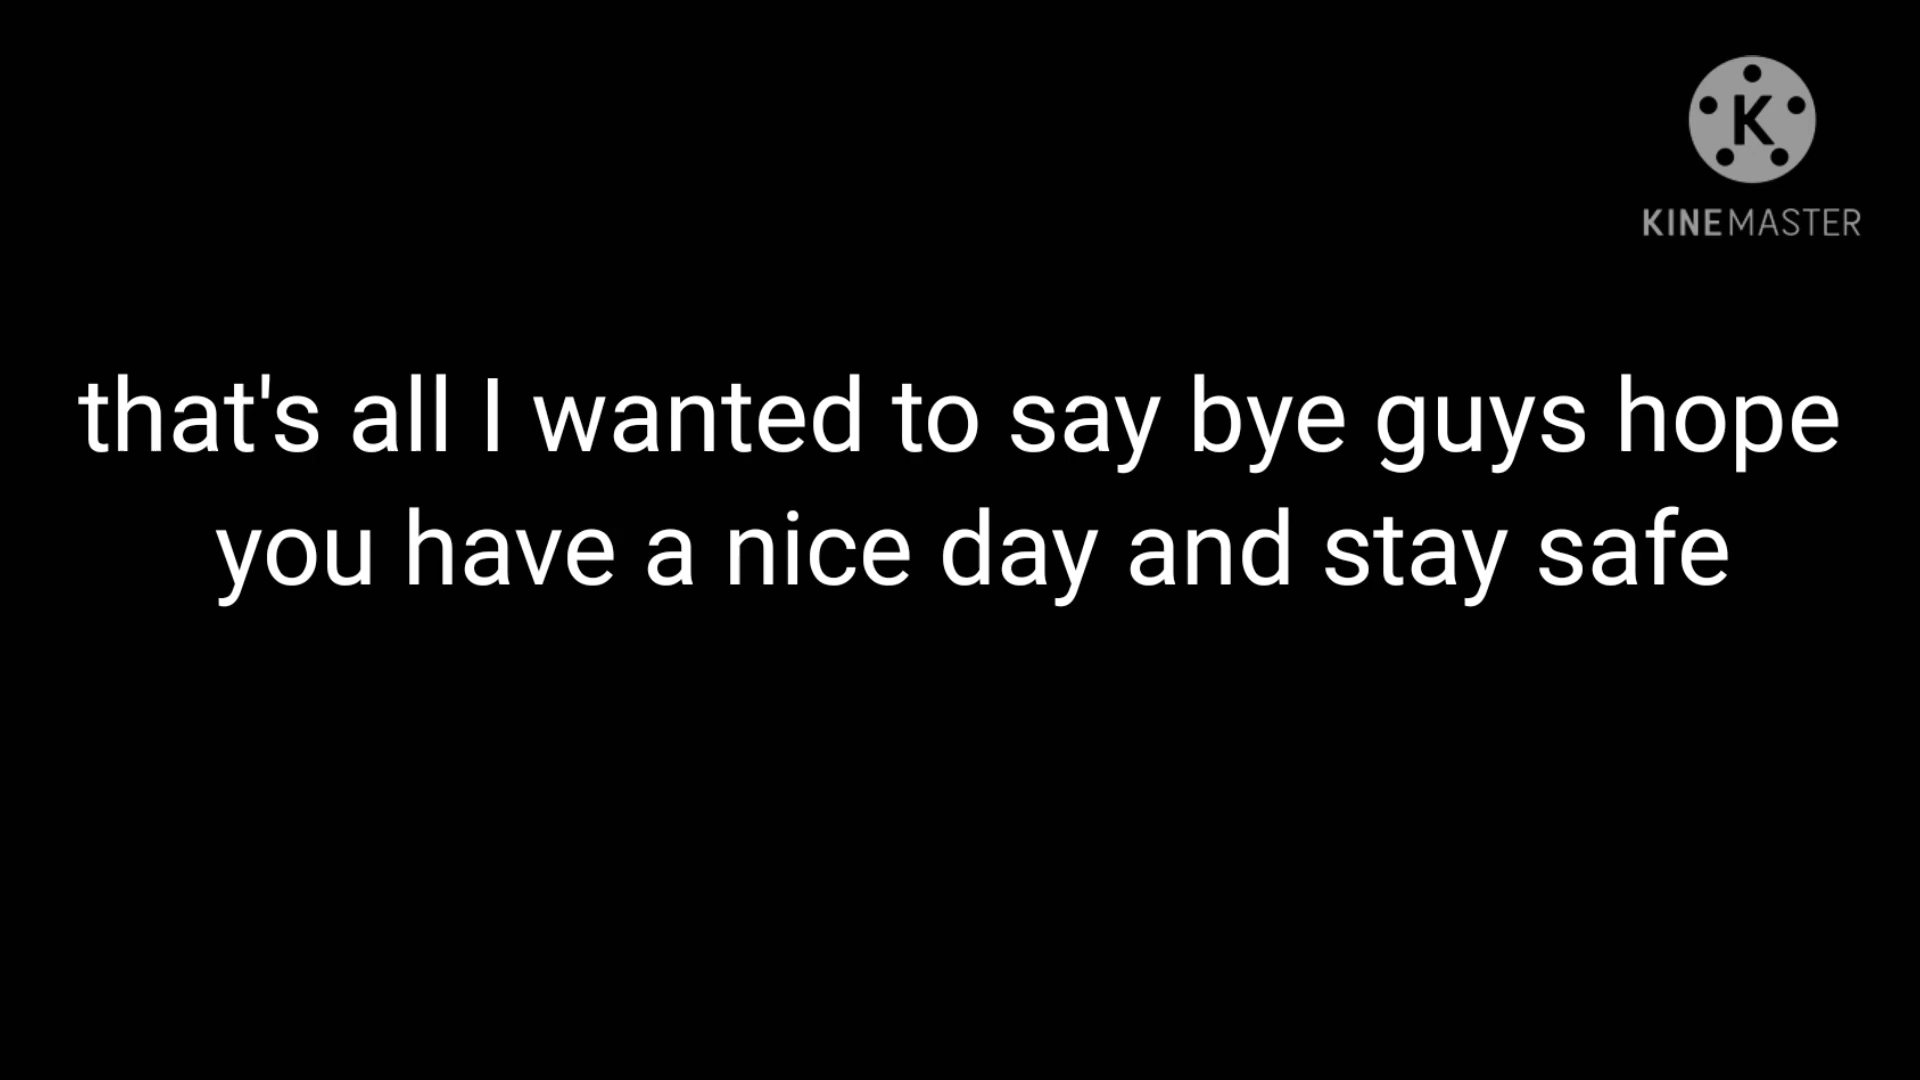 K
KINEMASTER
that's all I wanted to say bye guys hope
you have a nice day and stay safe